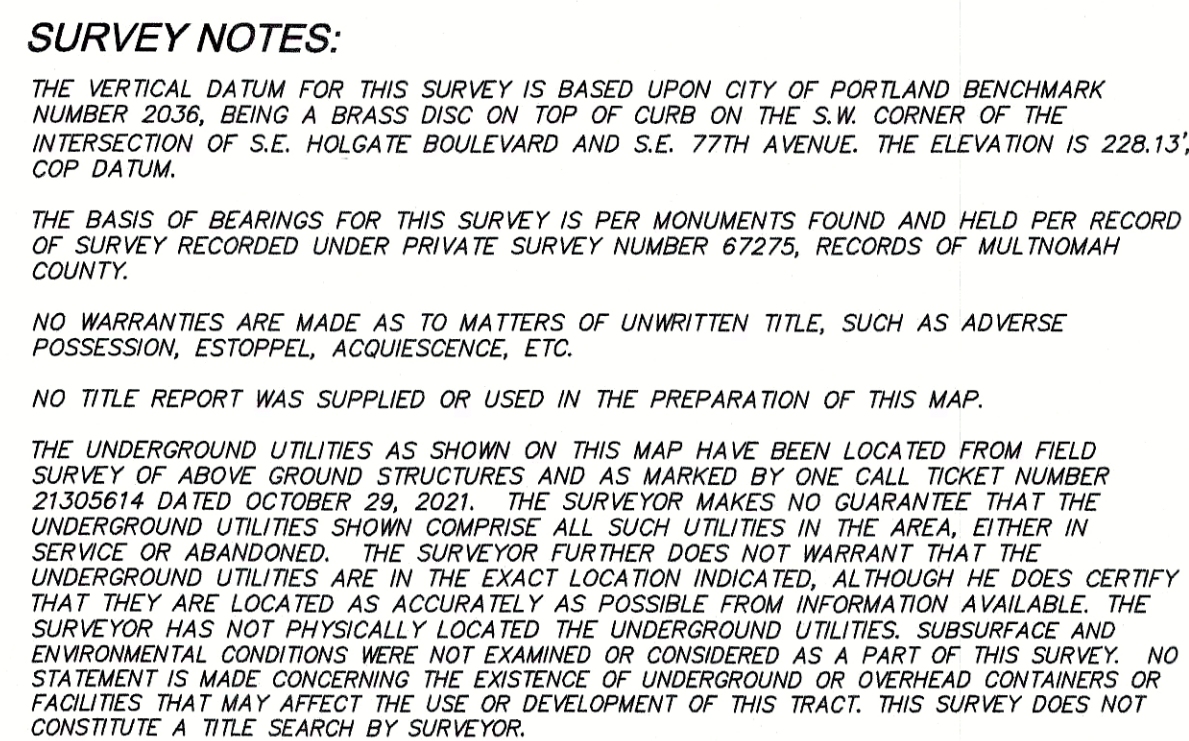 SURVEY NOTES:
THE VERTICAL DATUM FOR THIS SURVEY IS BASED UPON CITY OF PORTLAND BENCHMARK
NUMBER 2036, BEING A BRASS DISC ON TOP OF CURB ON THE S.W. CORNER OF THE
INTERSECTION OF S.E. HOLGATE BOULEVARD AND S.E. 77TH AVENUE. THE ELEVATION IS 228.13',
COP DATUM.
THE BASIS OF BEARINGS FOR THIS SURVEY IS PER MONUMENTS FOUND AND HELD PER RECORD
OF SURVEY RECORDED UNDER PRIVATE SURVEY NUMBER 67275, RECORDS OF MULTNOMAH
COUNTY.
NO WARRANTIES ARE MADE AS TO MATTERS OF UNWRITTEN TITLE, SUCH AS ADVERSE
POSSESSION, ESTOPPEL, ACQUIESCENCE, ETC.
NO TITLE REPORT WAS SUPPLIED OR USED IN THE PREPARATION OF THIS MAP.
THE UNDERGROUND UTILITIES AS SHOWN ON THIS MAP HAVE BEEN LOCATED FROM FIELD
SURVEY OF ABOVE GROUND STRUCTURES AND AS MARKED BY ONE CALL TICKET NUMBER
21305614 DATED OCTOBER 29, 2021. THE SURVEYOR MAKES NO GUARANTEE THAT THE
UNDERGROUND UTILITIES SHOWN COMPRISE ALL SUCH UTILITIES IN THE AREA, EITHER IN
SERVICE OR ABANDONED. THE SURVEYOR FURTHER DOES NOT WARRANT THAT THE
UNDERGROUND UTILITIES ARE IN THE EXACT LOCATION INDICATED, ALTHOUGH HE DOES CERTIFY
THAT THEY ARE LOCATED AS ACCURATELY AS POSSIBLE FROM INFORMATION AVAILABLE. THE
SURVEYOR HAS NOT PHYSICALLY LOCATED THE UNDERGROUND UTILITIES. SUBSURFACE AND
ENVIRONMENTAL CONDITIONS WERE NOT EXAMINED OR CONSIDERED AS A PART OF THIS SURVEY. NO
STATEMENT IS MADE CONCERNING THE EXISTENCE OF UNDERGROUND OR OVERHEAD CONTAINERS OR
FACILITIES THAT MAY AFFECT THE USE OR DEVELOPMENT OF THIS TRACT. THIS SURVEY DOES NOT
CONSTITUTE A TITLE SEARCH BY SURVEYOR.